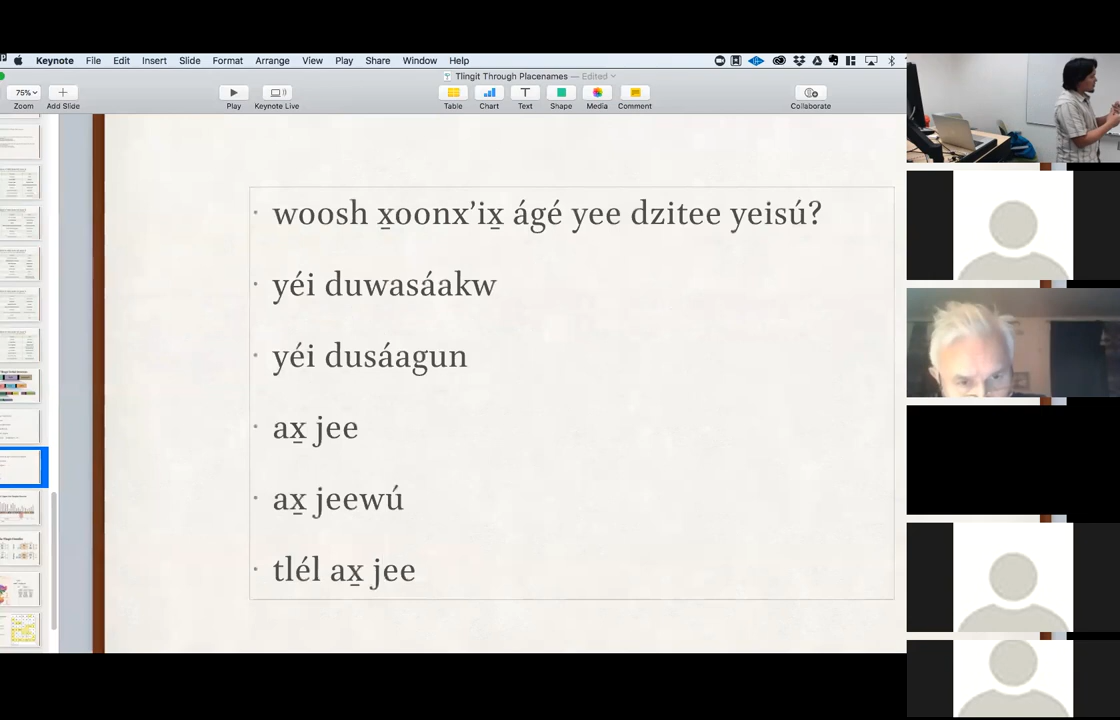 Keynote File Edit Insert Slide Format Arrange View Play Share Window Help
Tlingit Through Placenames — Edited
75%
Zoom Add Slide Play Keynote Live Table Chart Text Shape Media Comment Collaborate
woosh x̲oonx’ix̲ ágé yee dzitee yeisú?
yéi duwasáakw
yéi dusáagun
ax̲ jee
ax̲ jeewú
tlél ax̲ jee